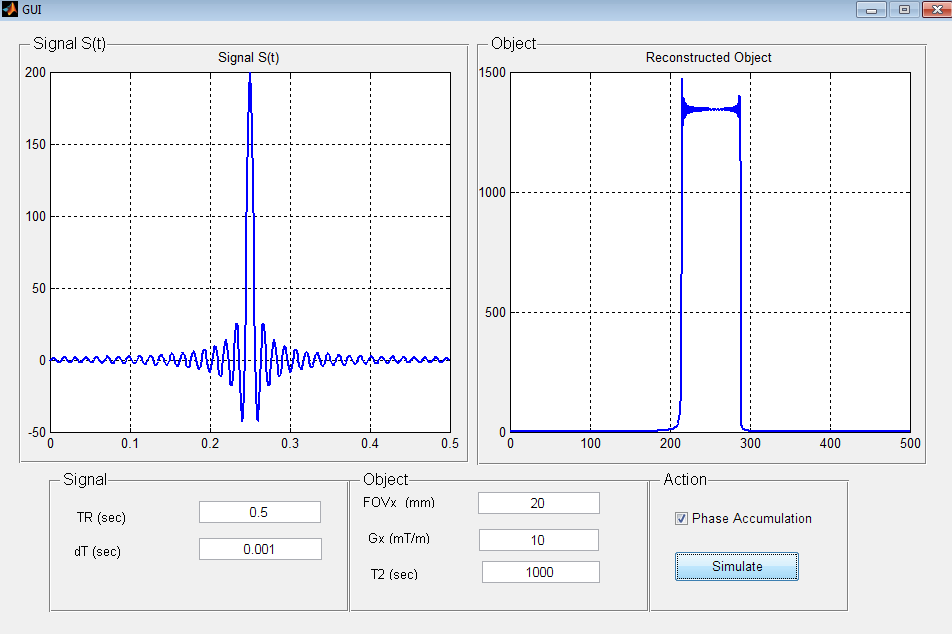 GUI
Signal S(t)
Signal S(t)
200
150
100
50
0
-50
0 0.1 0.2 0.3 0.4 0.5
Object
Reconstructed Object
1500
1000
500
0
0 100 200 300 400 500
Signal
TR (sec) 0.5
dT (sec) 0.001
Object
FOVx (mm) 20
Gx (mT/m) 10
T2 (sec) 1000
Action
Phase Accumulation
Simulate